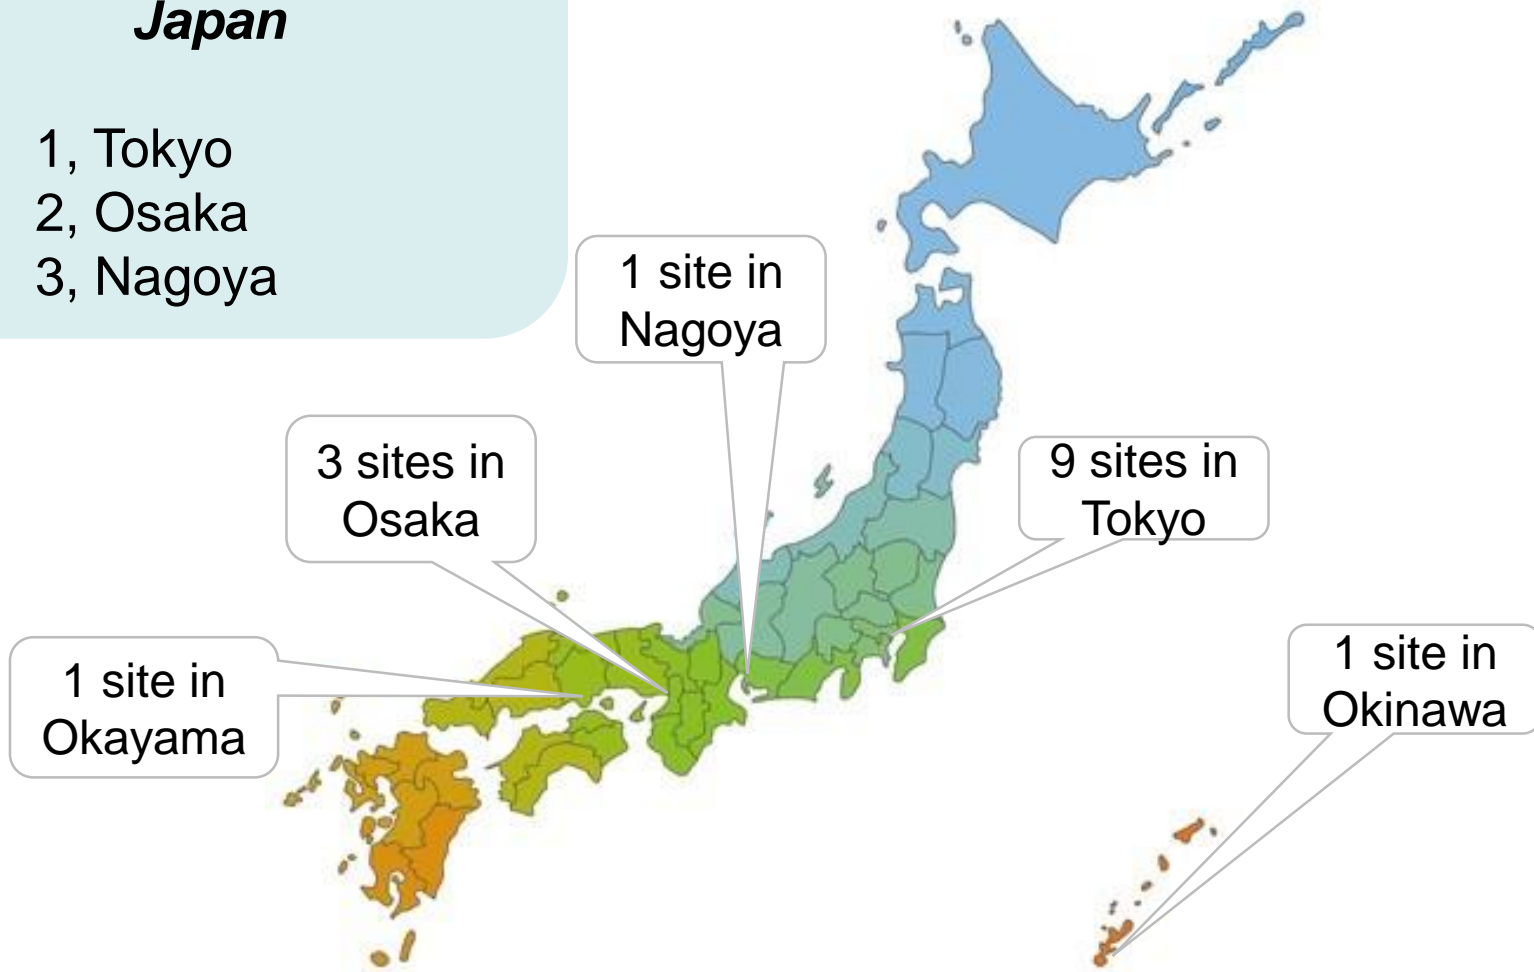 Japan
1, Tokyo
2, Osaka
3, Nagoya
1 site in
Nagoya
3 sites in
Osaka
9 sites in
Tokyo
1 site in
Okayama
1 site in
Okinawa